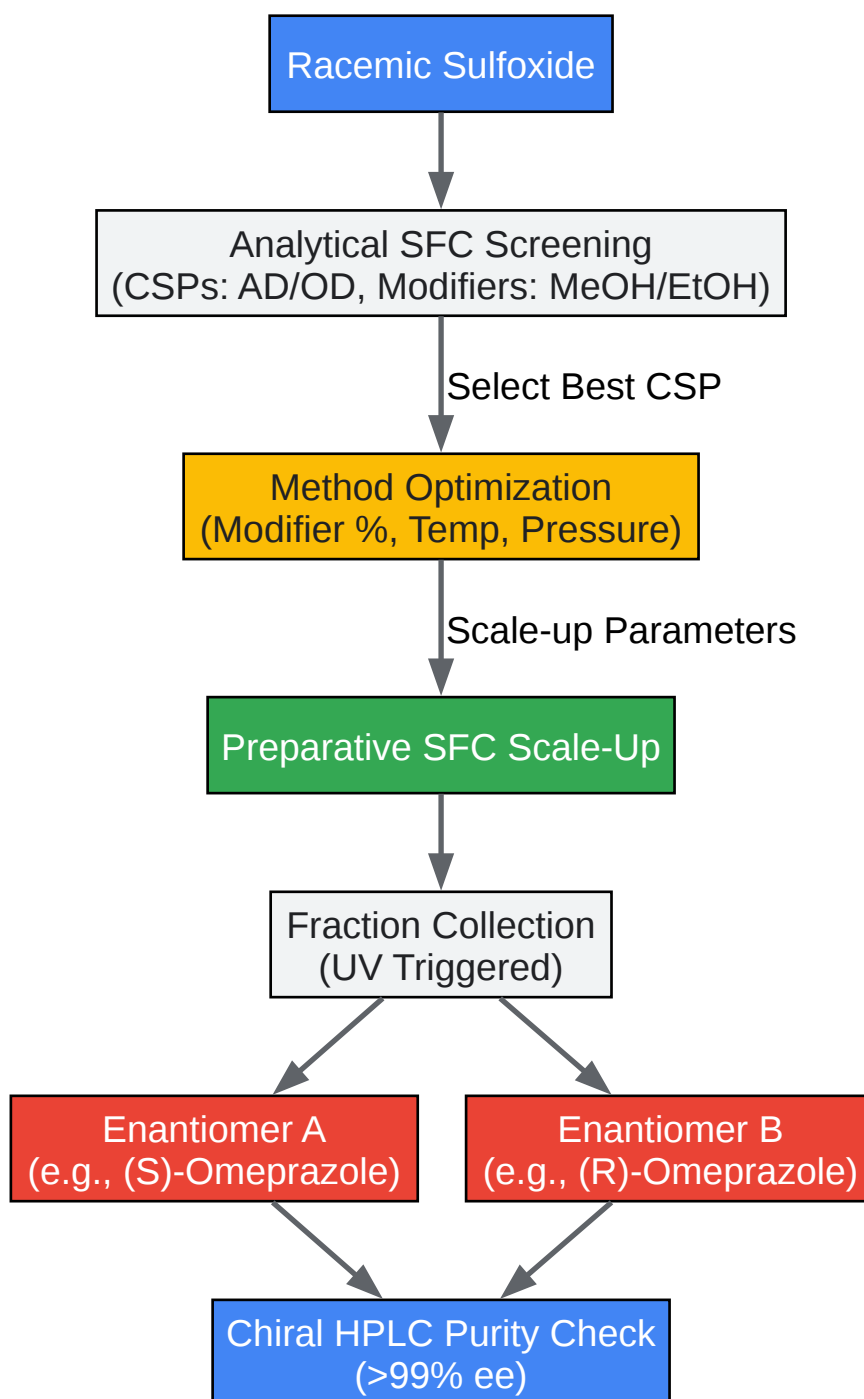 Racemic Sulfoxide
Analytical SFC Screening
(CSPs: AD/OD, Modifiers: MeOH/EtOH)
Select Best CSP
Method Optimization
(Modifier %, Temp, Pressure)
Scale-up Parameters
Preparative SFC Scale-Up
Fraction Collection
(UV Triggered)
Enantiomer A
(e.g., (S)-Omeprazole)
Enantiomer B
(e.g., (R)-Omeprazole)
Chiral HPLC Purity Check
(>99% ee)